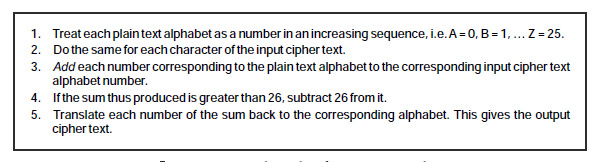 1. Treat each plain text alphabet as a number in an increasing sequence, i.e. A = 0, B = 1, ... Z = 25.
2. Do the same for each character of the input cipher text.
3. Add each number corresponding to the plain text alphabet to the corresponding input cipher text
alphabet number.
4. If the sum thus produced is greater than 26, subtract 26 from it.
5. Translate each number of the sum back to the corresponding alphabet. This gives the output
cipher text.